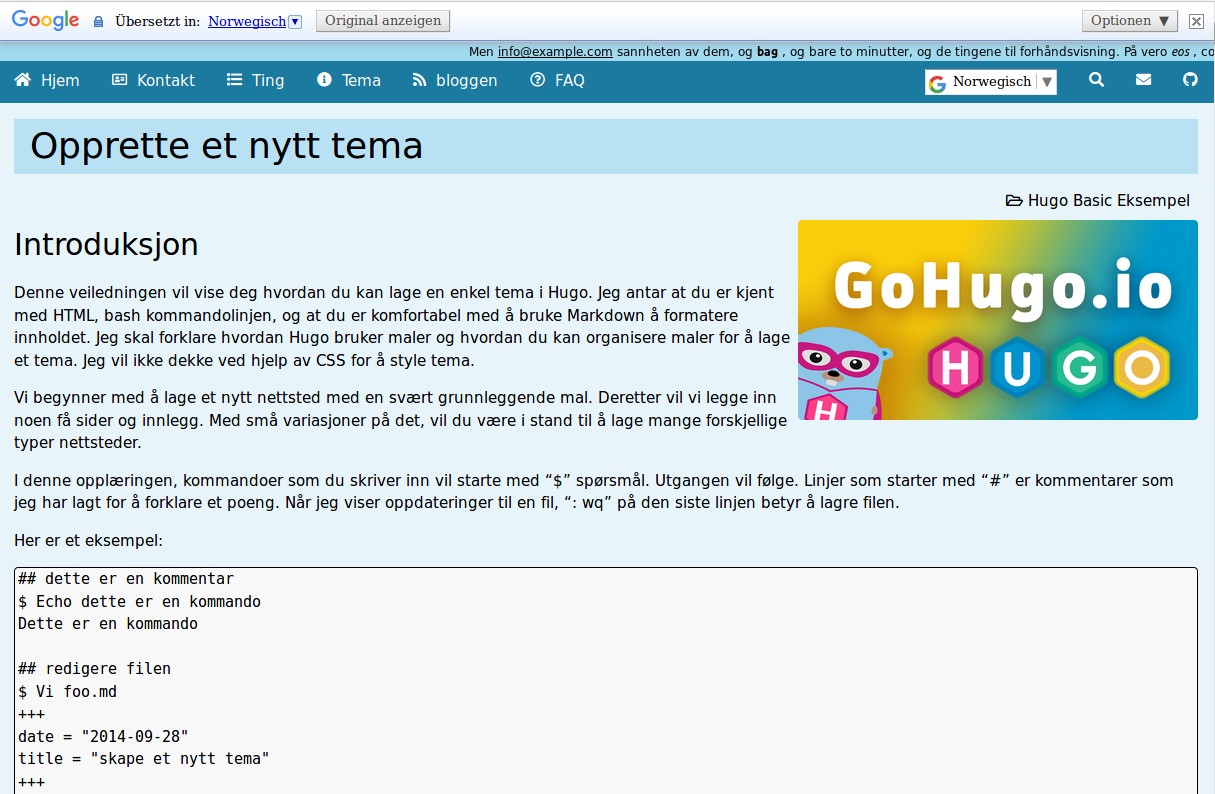 Google Übersetzt in: Norwegisch ▼ Original anzeigen Optionen ▼
Men info@example.com sannheten av dem, og bag , og bare to minutter, og de tingene til forhåndsvisning. På vero eos , co
Hjem Kontakt Ting Tema bloggen FAQ Norwegisch ▼
Opprette et nytt tema
Hugo Basic Eksempel
GoHugo.io
H U G O
H
Introduksjon
Denne veiledningen vil vise deg hvordan du kan lage en enkel tema i Hugo. Jeg antar at du er kjent
med HTML, bash kommandolinjen, og at du er komfortabel med å bruke Markdown å formatere
innholdet. Jeg skal forklare hvordan Hugo bruker maler og hvordan du kan organisere maler for å lage
et tema. Jeg vil ikke dekke ved hjelp av CSS for å style tema.
Vi begynner med å lage et nytt nettsted med en svært grunnleggende mal. Deretter vil vi legge inn
noen få sider og innlegg. Med små variasjoner på det, vil du være i stand til å lage mange forskjellige
typer nettsteder.
I denne opplæringen, kommandoer som du skriver inn vil starte med “$” spørsmål. Utgangen vil følge. Linjer som starter med “#” er kommentarer som
jeg har lagt for å forklare et poeng. Når jeg viser oppdateringer til en fil, “: wq” på den siste linjen betyr å lagre filen.
Her er et eksempel:
## dette er en kommentar
$ Echo dette er en kommando
Dette er en kommando
## redigere filen
$ Vi foo.md
+++
date = "2014-09-28"
title = "skape et nytt tema"
+++